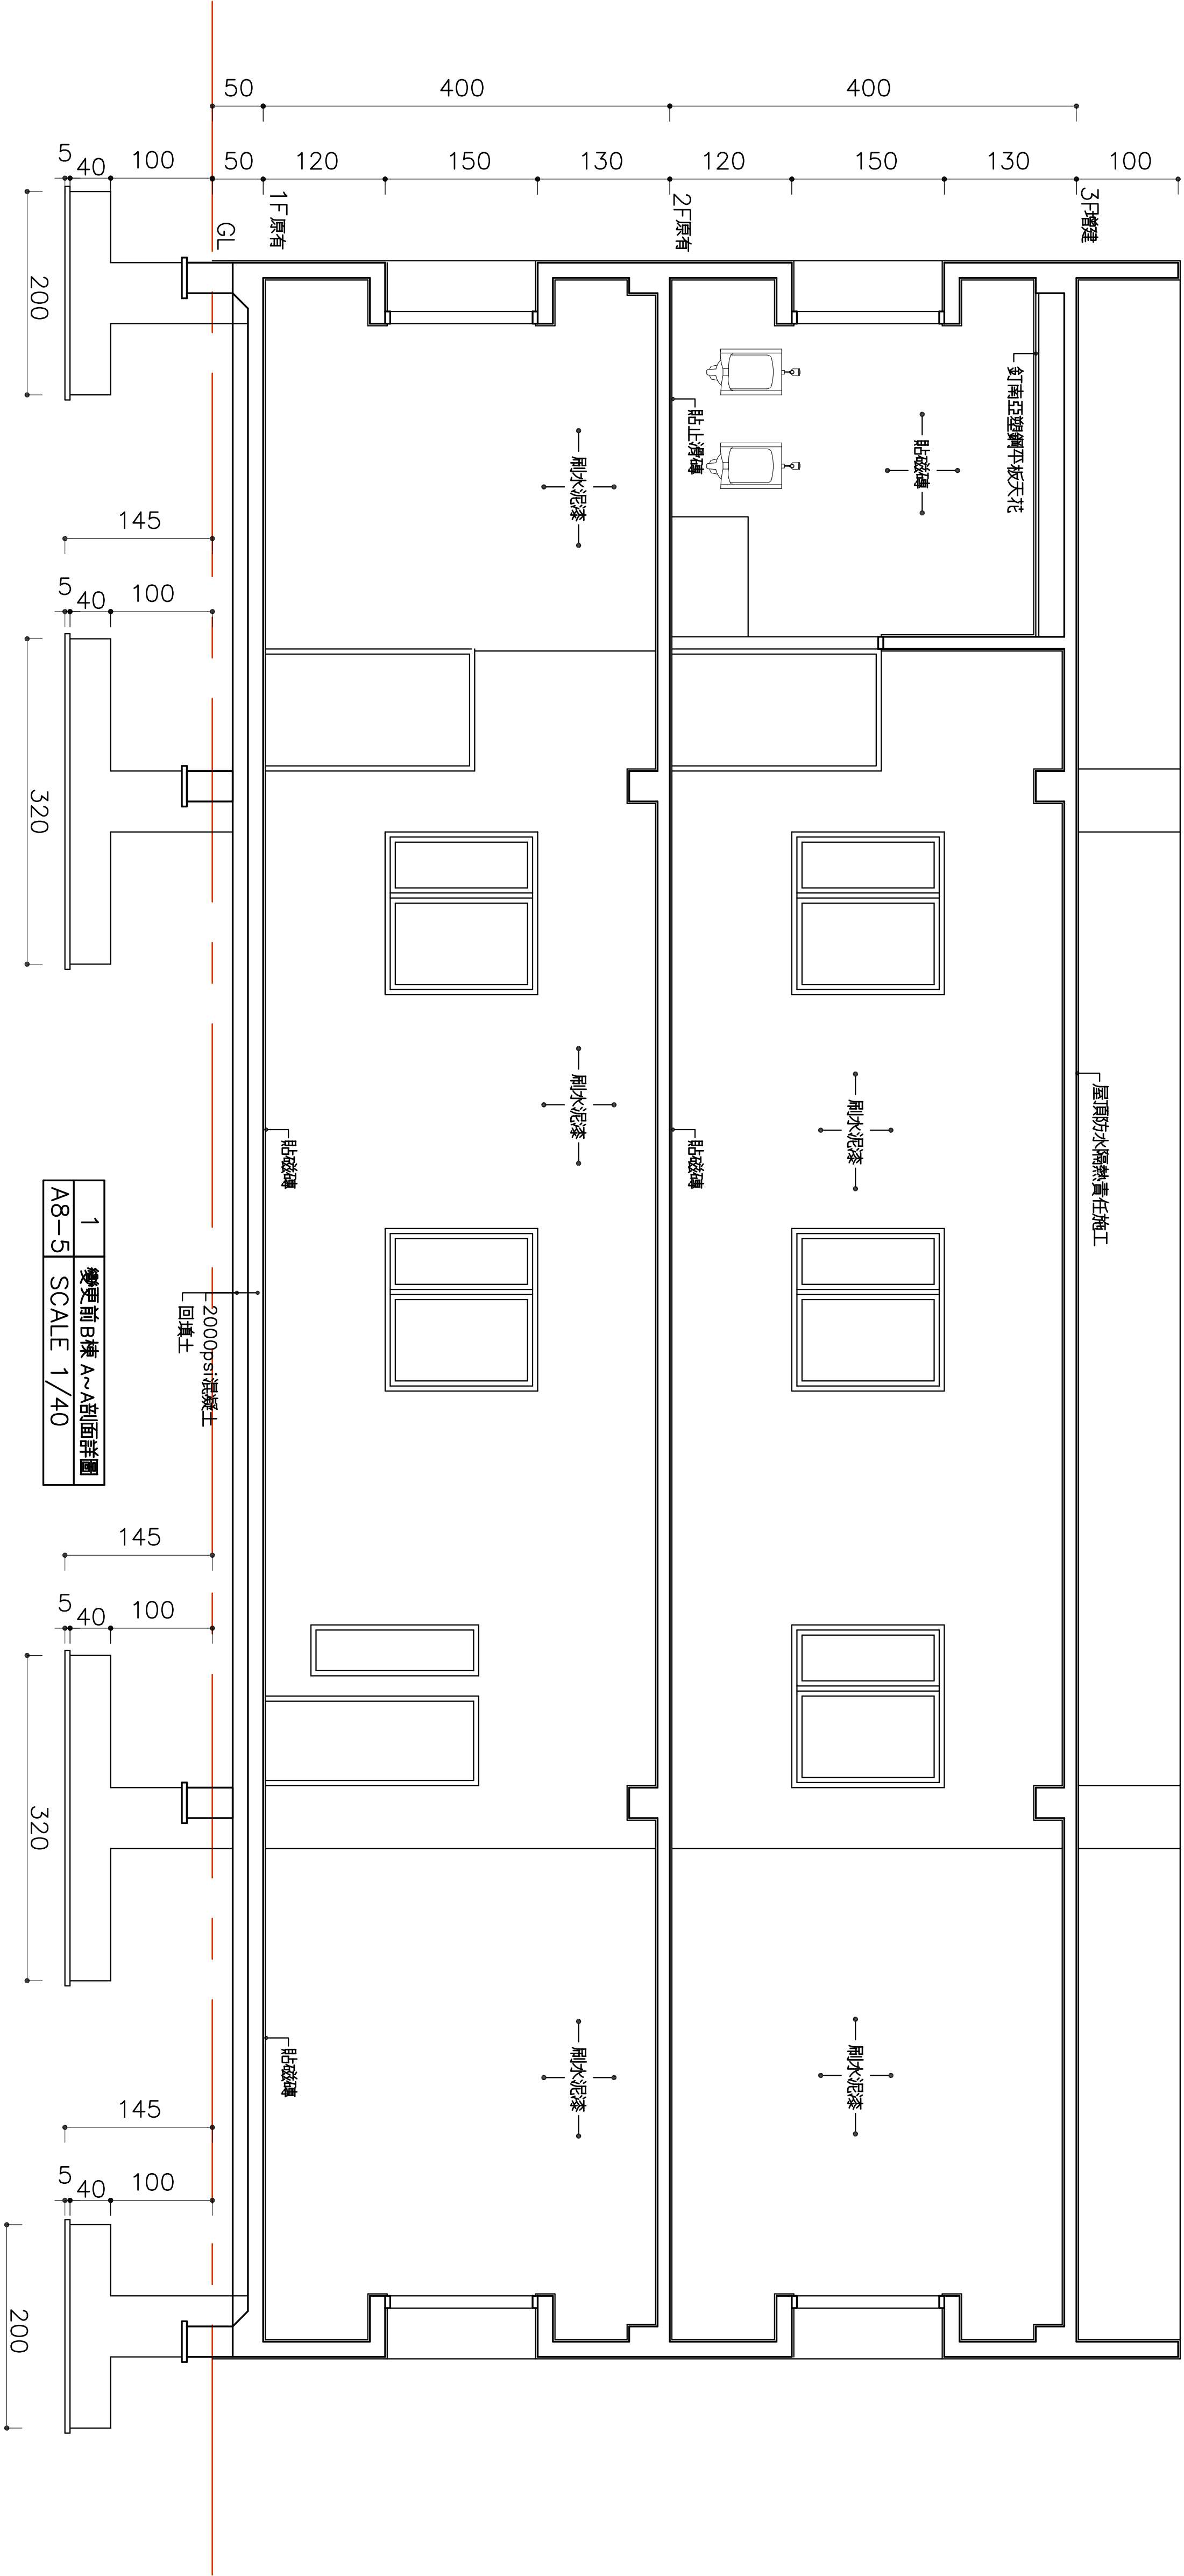 50
400
400
5
40
100
50
120
150
130
120
150
130
100
GL
1F原有
2F原有
3F增建
200
釘南亞塑鋼平板天花
貼止滑磚
貼磁磚
刷水泥漆
145
5
40
100
320
刷水泥漆
刷水泥漆
屋頂防水隔熱責任施工
貼磁磚
貼磁磚
2000psi混凝土
回填土
1
變更前B棟A~A剖面詳圖
A8-5
SCALE 1/40
145
5
40
100
320
刷水泥漆
刷水泥漆
貼磁磚
145
5
40
100
200